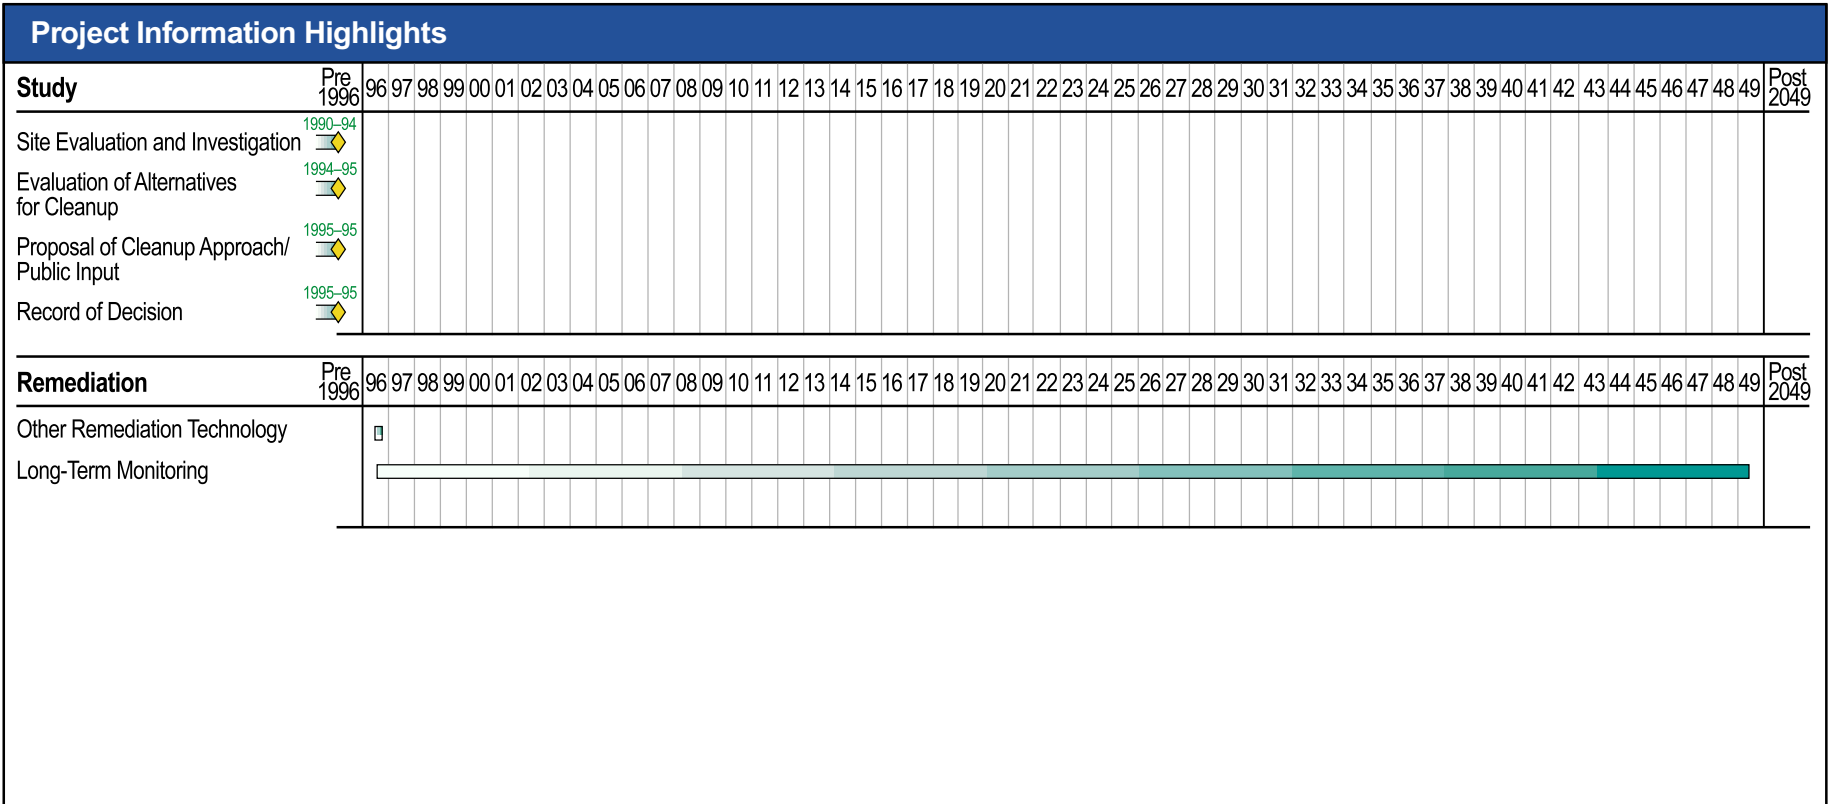 Project Information Highlights
Study
Pre
1996
96 97 98 99 00 01 02 03 04 05 06 07 08 09 10 11 12 13 14 15 16 17 18 19 20 21 22 23 24 25 26 27 28 29 30 31 32 33 34 35 36 37 38 39 40 41 42 43 44 45 46 47 48 49
Post
2049
1990–94
Site Evaluation and Investigation
1994–95
Evaluation of Alternatives
for Cleanup
1995–95
Proposal of Cleanup Approach/
Public Input
1995–95
Record of Decision
Remediation
Pre
1996
96 97 98 99 00 01 02 03 04 05 06 07 08 09 10 11 12 13 14 15 16 17 18 19 20 21 22 23 24 25 26 27 28 29 30 31 32 33 34 35 36 37 38 39 40 41 42 43 44 45 46 47 48 49
Post
2049
Other Remediation Technology
Long-Term Monitoring